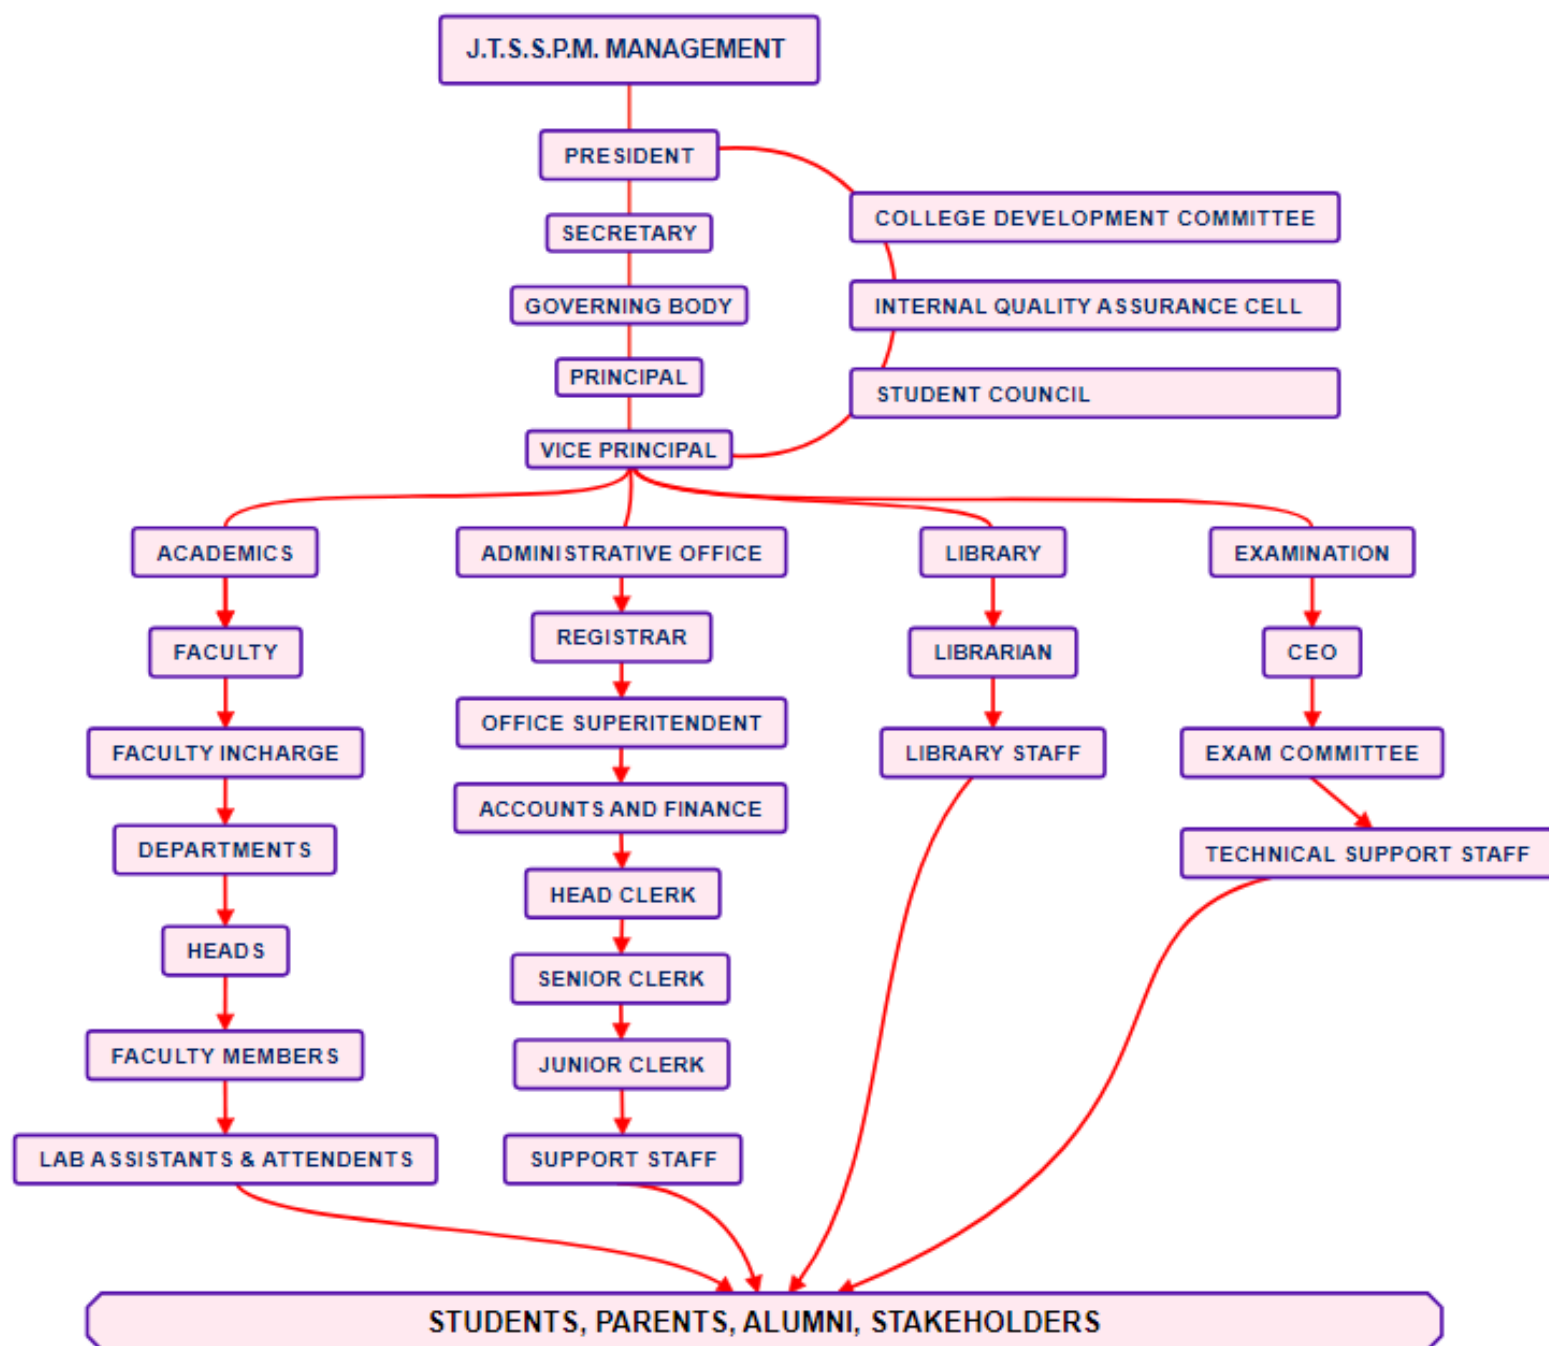 J.T.S.S.P.M. MANAGEMENT
PRESIDENT
COLLEGE DEVELOPMENT COMMITTEE
SECRETARY
GOVERNING BODY
INTERNAL QUALITY ASSURANCE CELL
PRINCIPAL
STUDENT COUNCIL
VICE PRINCIPAL
ACADEMICS
FACULTY
FACULTY INCHARGE
DEPARTMENTS
HEADS
FACULTY MEMBERS
LAB ASSISTANTS & ATTENDENTS
ADMINISTRATIVE OFFICE
REGISTRAR
OFFICE SUPERITENDENT
ACCOUNTS AND FINANCE
HEAD CLERK
SENIOR CLERK
JUNIOR CLERK
SUPPORT STAFF
LIBRARY
LIBRARIAN
LIBRARY STAFF
EXAMINATION
CEO
EXAM COMMITTEE
TECHNICAL SUPPORT STAFF
STUDENTS, PARENTS, ALUMNI, STAKEHOLDERS